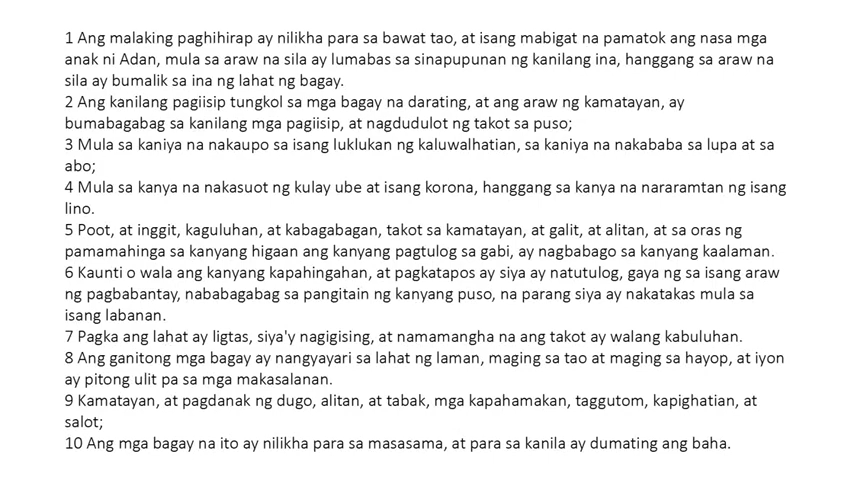 1 Ang malaking paghihirap ay nilikha para sa bawat tao, at isang mabigat na pamatok ang nasa mga
anak ni Adan, mula sa araw na sila ay lumabas sa sinapupunan ng kanilang ina, hanggang sa araw na
sila ay bumalik sa ina ng lahat ng bagay.
2 Ang kanilang pagiisip tungkol sa mga bagay na darating, at ang araw ng kamatayan, ay
bumabagabag sa kanilang mga pagiisip, at nagdudulot ng takot sa puso;
3 Mula sa kaniya na nakaupo sa isang luklukan ng kaluwalhatian, sa kaniya na nakababa sa lupa at sa
abo;
4 Mula sa kanya na nakasuot ng kulay ube at isang korona, hanggang sa kanya na nararamtan ng isang
lino.
5 Poot, at inggit, kaguluhan, at kabagabagan, takot sa kamatayan, at galit, at alitan, at sa oras ng
pamamahinga sa kanyang higaan ang kanyang pagtulog sa gabi, ay nagbabago sa kanyang kaalaman.
6 Kaunti o wala ang kanyang kapahingahan, at pagkatapos ay siya ay natutulog, gaya ng sa isang araw
ng pagbabantay, nababagabag sa pangitain ng kanyang puso, na parang siya ay nakatakas mula sa
isang labanan.
7 Pagka ang lahat ay ligtas, siya'y nagigising, at namamangha na ang takot ay walang kabuluhan.
8 Ang ganitong mga bagay ay nangyayari sa lahat ng laman, maging sa tao at maging sa hayop, at iyon
ay pitong ulit pa sa mga makasalanan.
9 Kamatayan, at pagdanak ng dugo, alitan, at tabak, mga kapahamakan, taggutom, kapighatian, at
salot;
10 Ang mga bagay na ito ay nilikha para sa masasama, at para sa kanila ay dumating ang baha.